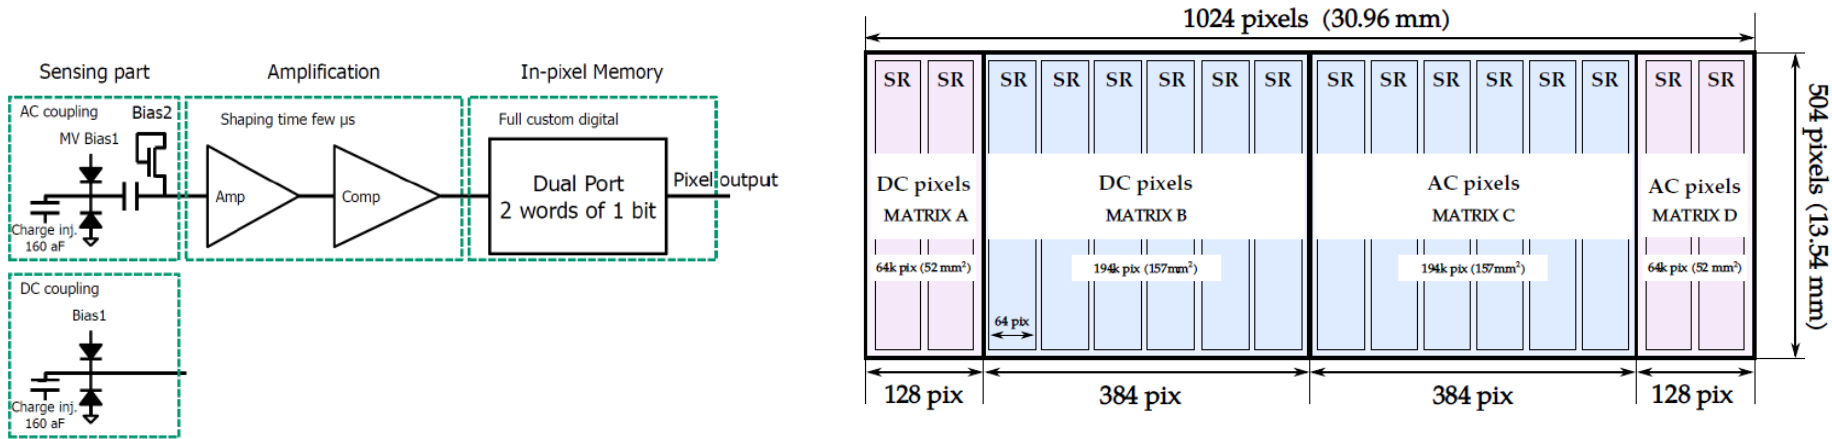 Sensing part
Amplification
In-pixel Memory
AC coupling
Bias2
MV Bias1
Charge inj.
160 aF
Shaping time few µs
Amp
Comp
Full custom digital
Dual Port
2 words of 1 bit
Pixel output
DC coupling
Bias1
Charge inj.
160 aF
1024 pixels (30.96 mm)
SR SR SR SR SR SR SR SR SR SR SR SR SR SR SR SR
DC pixels
MATRIX A
64k pix (52 mm²)
DC pixels
MATRIX B
194k pix (157mm²)
AC pixels
MATRIX C
194k pix (157mm²)
AC pixels
MATRIX D
64k pix (52 mm²)
64 pix
504 pixels (13.54 mm)
128 pix
384 pix
384 pix
128 pix